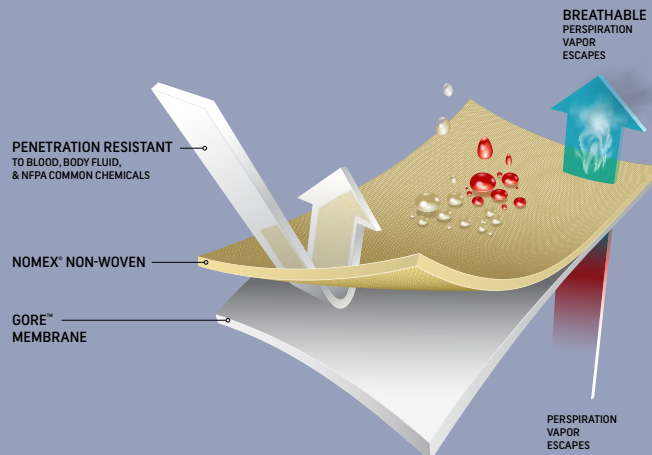 BREATHABLE
PERSPIRATION
VAPOR
ESCAPES
PENETRATION RESISTANT
TO BLOOD, BODY FLUID,
& NFPA COMMON CHEMICALS
NOMEX® NON-WOVEN
GORE™
MEMBRANE
PERSPIRATION
VAPOR
ESCAPES